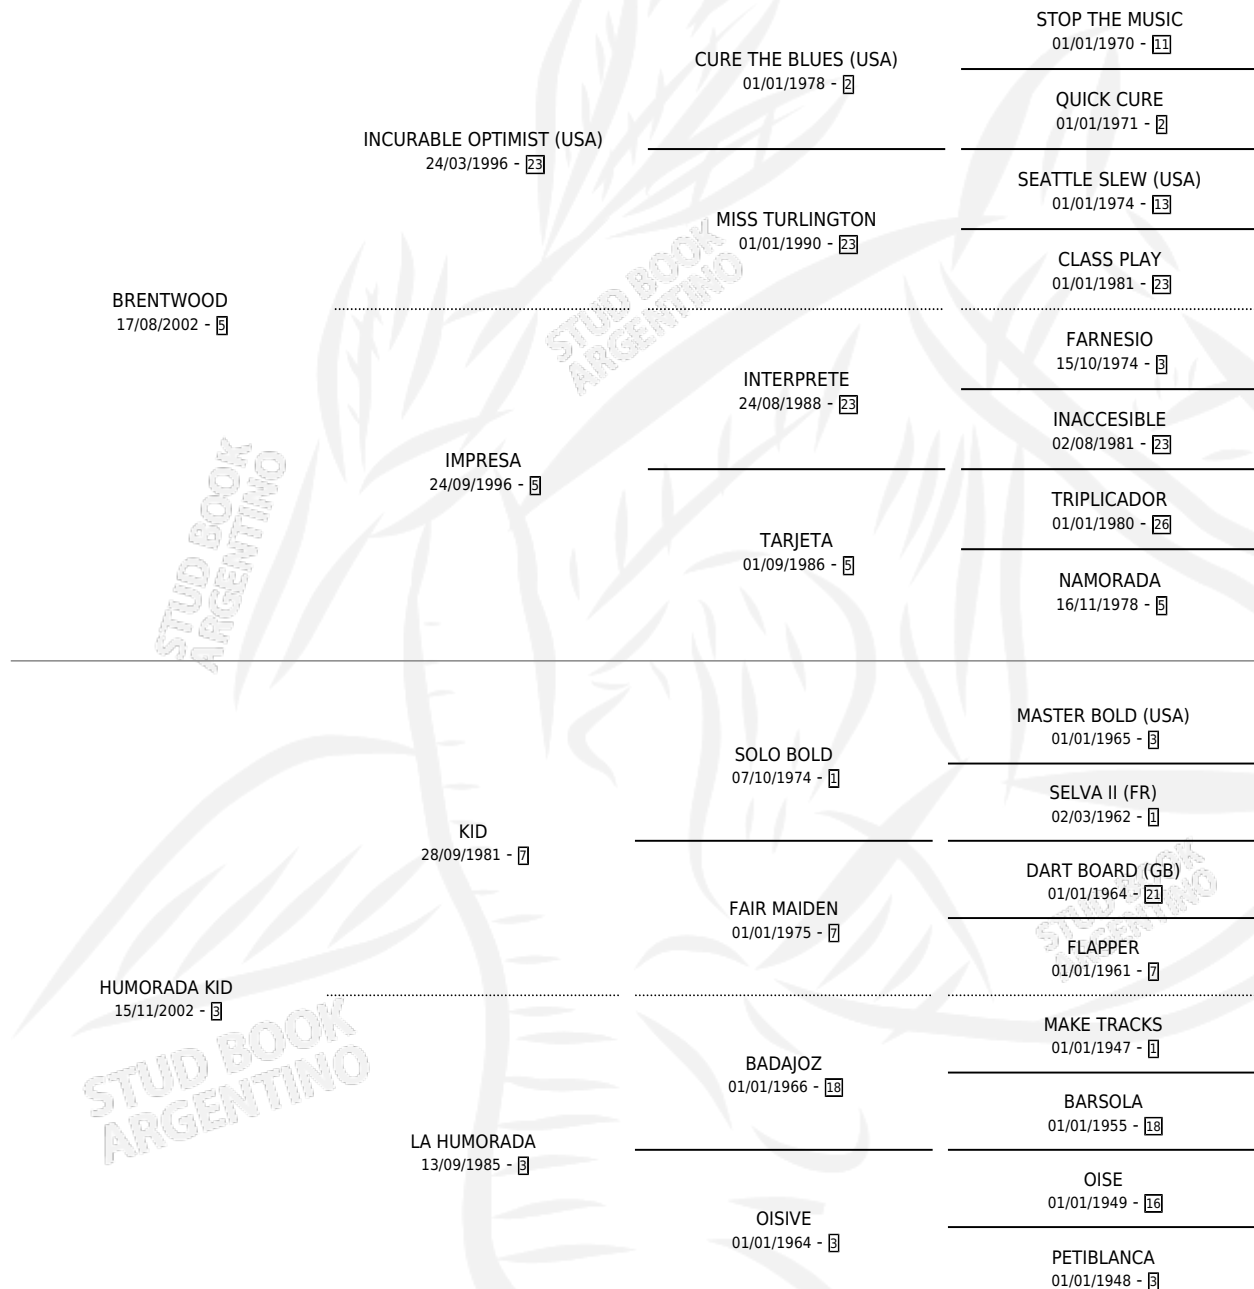 STOP THE MUSIC
01/01/1970 - 11
CURE THE BLUES (USA)
01/01/1978 - 2
QUICK CURE
01/01/1971 - 2
INCURABLE OPTIMIST (USA)
24/03/1996 - 23
SEATTLE SLEW (USA)
01/01/1974 - 13
MISS TURLINGTON
01/01/1990 - 23
CLASS PLAY
01/01/1981 - 23
BRENTWOOD
17/08/2002 - 5
FARNESIO
15/10/1974 - 3
INTERPRETE
24/08/1988 - 23
INACCESIBLE
02/08/1981 - 23
IMPRESA
24/09/1996 - 5
TRIPLICADOR
01/01/1980 - 26
TARJETA
01/09/1986 - 5
NAMORADA
16/11/1978 - 5
MASTER BOLD (USA)
01/01/1965 - 3
SOLO BOLD
07/10/1974 - 1
SELVA II (FR)
02/03/1962 - 1
KID
28/09/1981 - 7
DART BOARD (GB)
01/01/1964 - 21
FAIR MAIDEN
01/01/1975 - 7
FLAPPER
01/01/1961 - 7
HUMORADA KID
15/11/2002 - 3
MAKE TRACKS
01/01/1947 - 1
BADAJOZ
01/01/1966 - 18
BARSOLA
01/01/1955 - 18
LA HUMORADA
13/09/1985 - 3
OISE
01/01/1949 - 16
OISIVE
01/01/1964 - 3
PETIBLANCA
01/01/1948 - 3
STUD BOOK
ARGENTINO
STUD BOOK
ARGENTINO
STUD BOOK
ARGENTINO
STUD BOOK
ARGENTINO